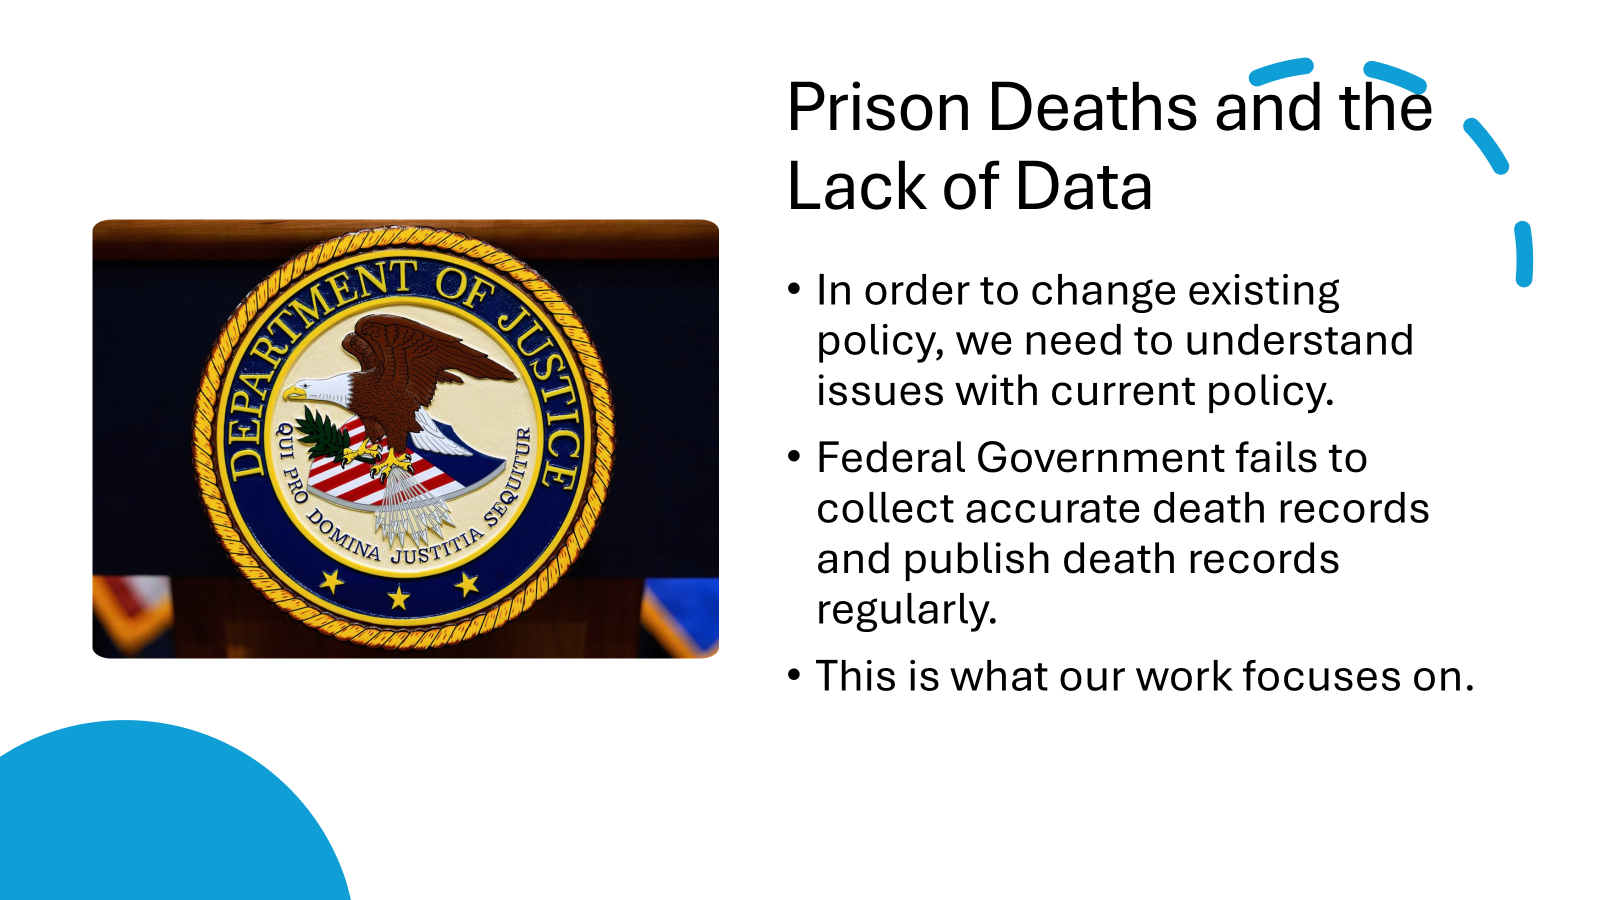 Prison Deaths and the
Lack of Data
DEPARTMENT OF JUSTICE
QUI PRO DOMINA JUSTITIA SEQUITUR
• In order to change existing
policy, we need to understand
issues with current policy.
• Federal Government fails to
collect accurate death records
and publish death records
regularly.
• This is what our work focuses on.